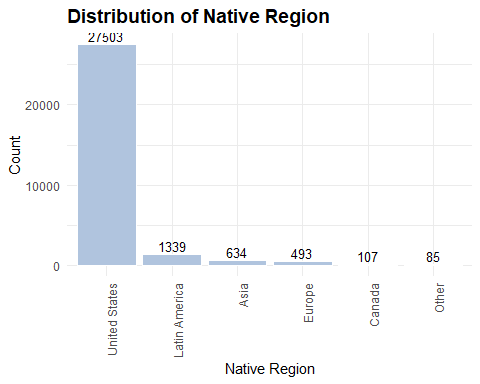 Distribution of Native Region
27503
1339
634
493
107
85
20000
10000
0
Count
United States
Latin America
Asia
Europe
Canada
Other
Native Region